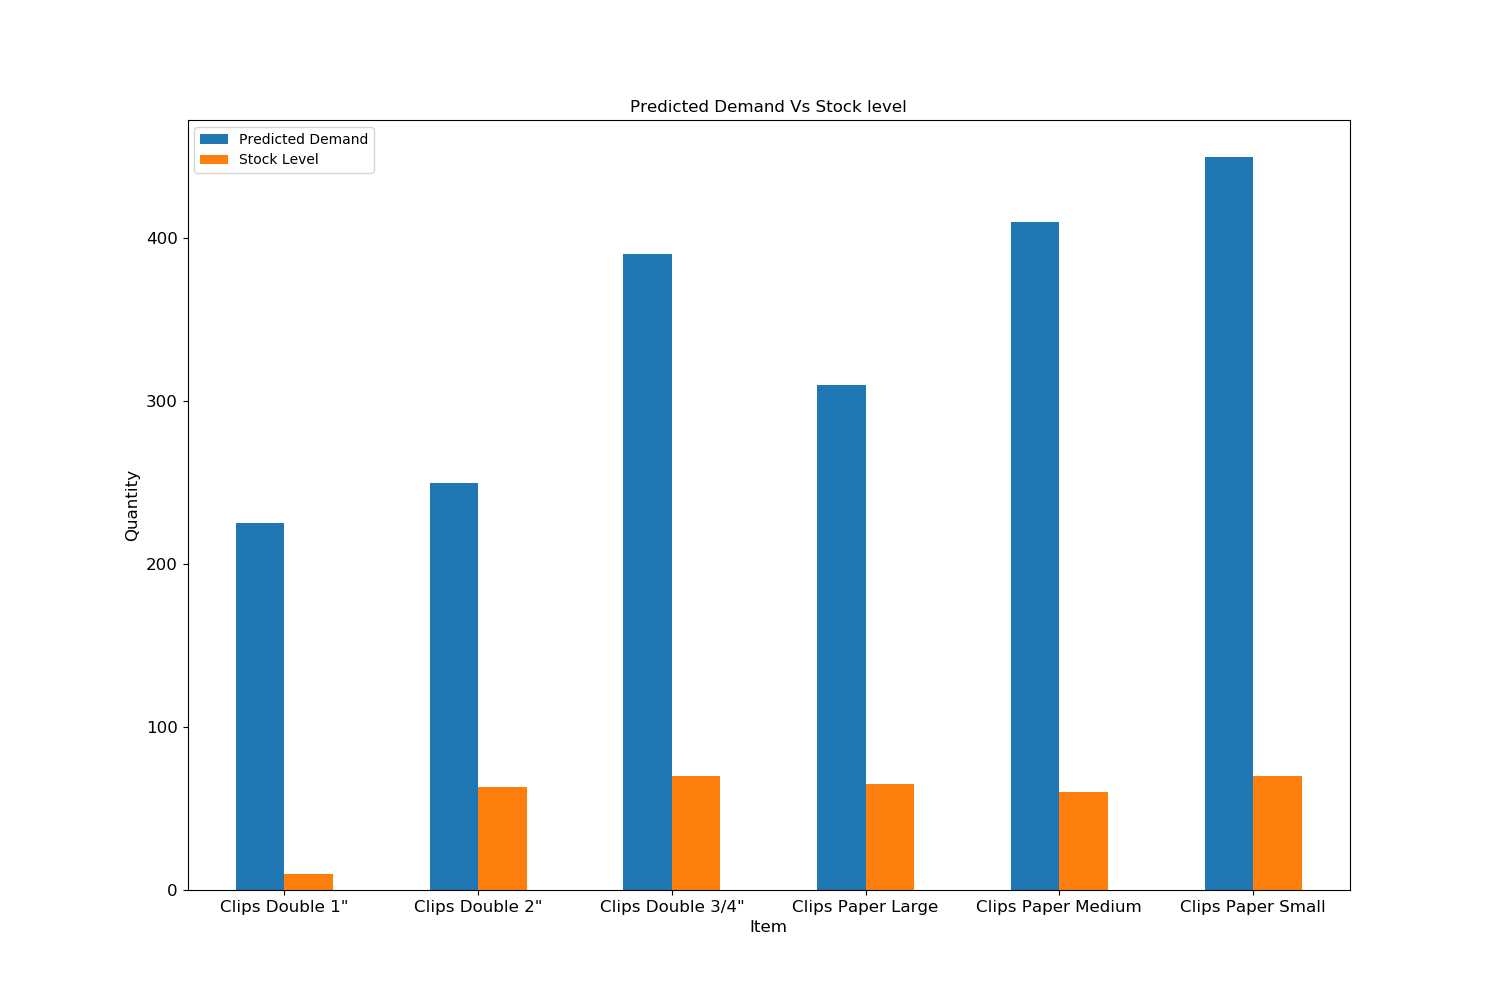 Predicted Demand Vs Stock level
Predicted Demand
Stock Level
Quantity
400
300
200
100
0
Clips Double 1" Clips Double 2" Clips Double 3/4" Clips Paper Large Clips Paper Medium Clips Paper Small
Item